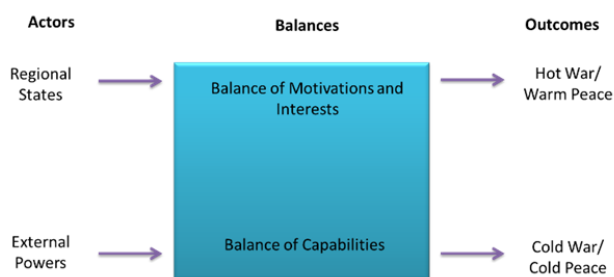 Actors
Balances
Outcomes
Regional
States
Balance of Motivations and
Interests
Hot War/
Warm Peace
External
Powers
Balance of Capabilities
Cold War/
Cold Peace